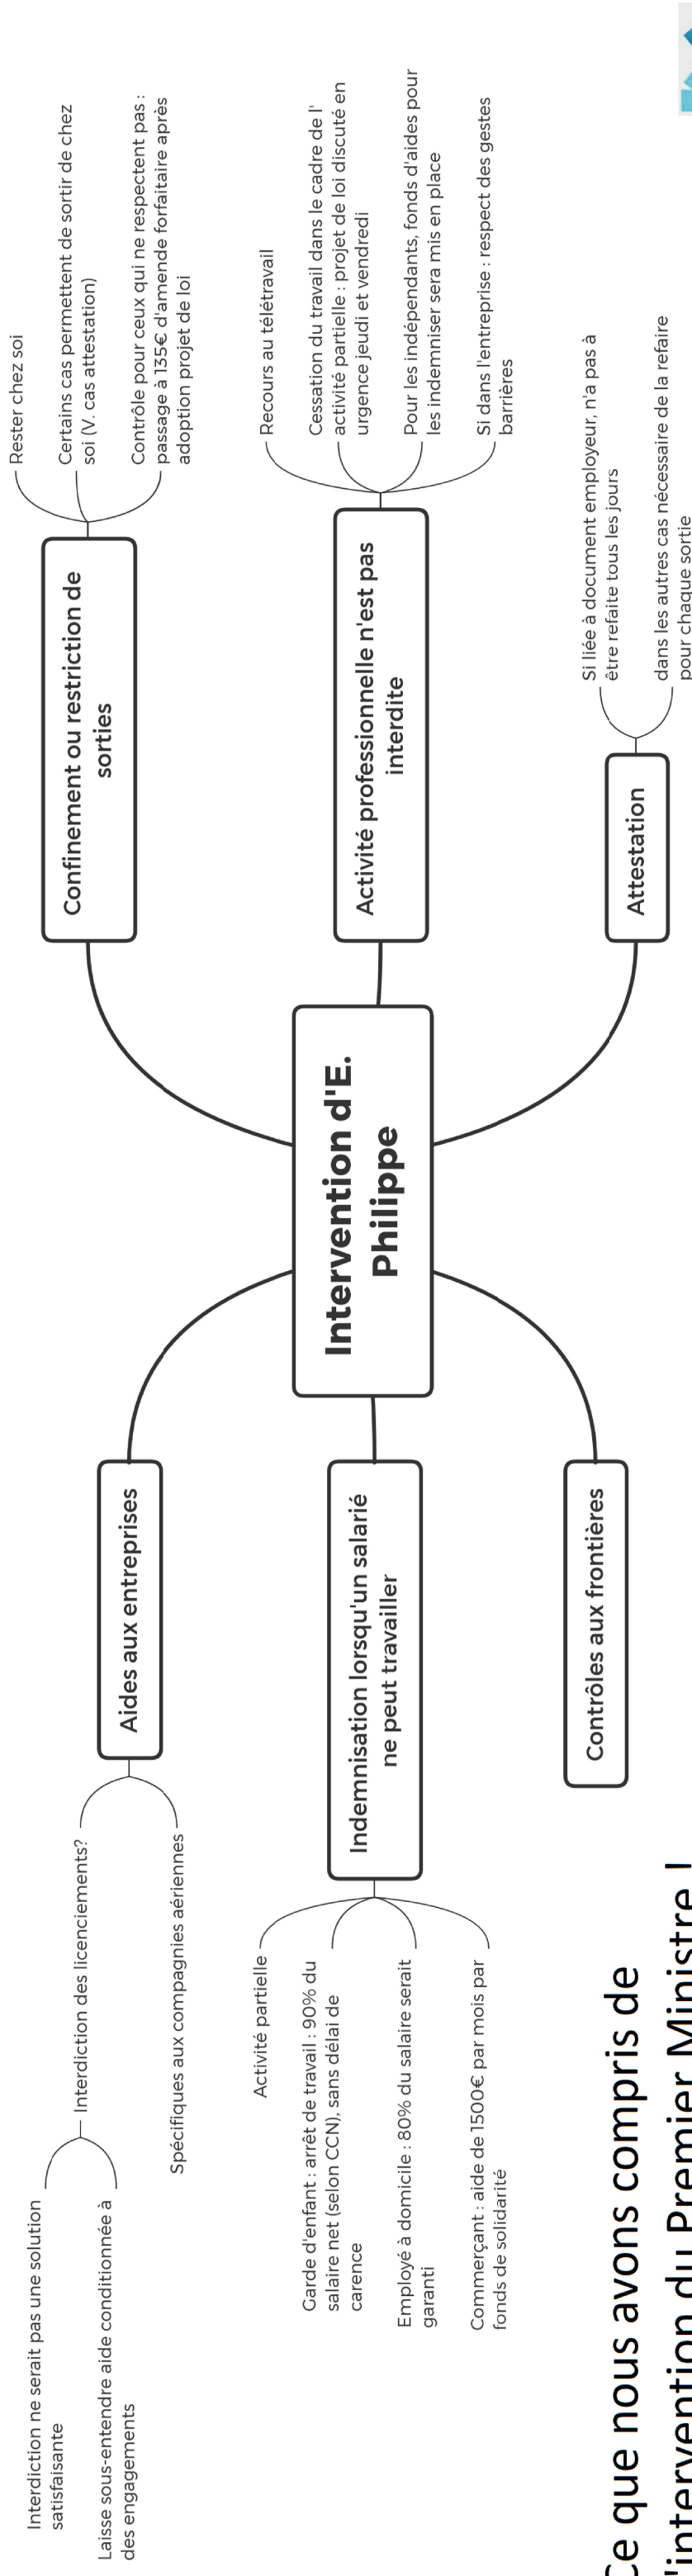 Intervention d'E.
Philippe
Confinement ou restriction de
sorties
Rester chez soi
Certains cas permettent de sortir de chez
soi (V. cas attestation)
Contrôle pour ceux qui ne respectent pas :
passage à 135€ d'amende forfaitaire après
adoption projet de loi
Activité professionnelle n'est pas
interdite
Recours au télétravail
Cessation du travail dans le cadre de l'
activité partielle : projet de loi discuté en
urgence jeudi et vendredi
Pour les indépendants, fonds d'aides pour
les indemniser sera mis en place
Si dans l'entreprise : respect des gestes
barrières
Attestation
Si liée à document employeur, n'a pas à
être refaite tous les jours
dans les autres cas nécessaire de la refaire
pour chaque sortie
Aides aux entreprises
Interdiction des licenciements?
Interdiction ne serait pas une solution
satisfaisante
Laisse sous-entendre aide conditionnée à
des engagements
Spécifiques aux compagnies aériennes
Indemnisation lorsqu'un salarié
ne peut travailler
Activité partielle
Garde d'enfant : arrêt de travail : 90% du
salaire net (selon CCN), sans délai de
carence
Employé à domicile : 80% du salaire serait
garanti
Commerçant : aide de 1500€ par mois par
fonds de solidarité
Contrôles aux frontières
Ce que nous avons compris de
l'intervention du Premier Ministre !